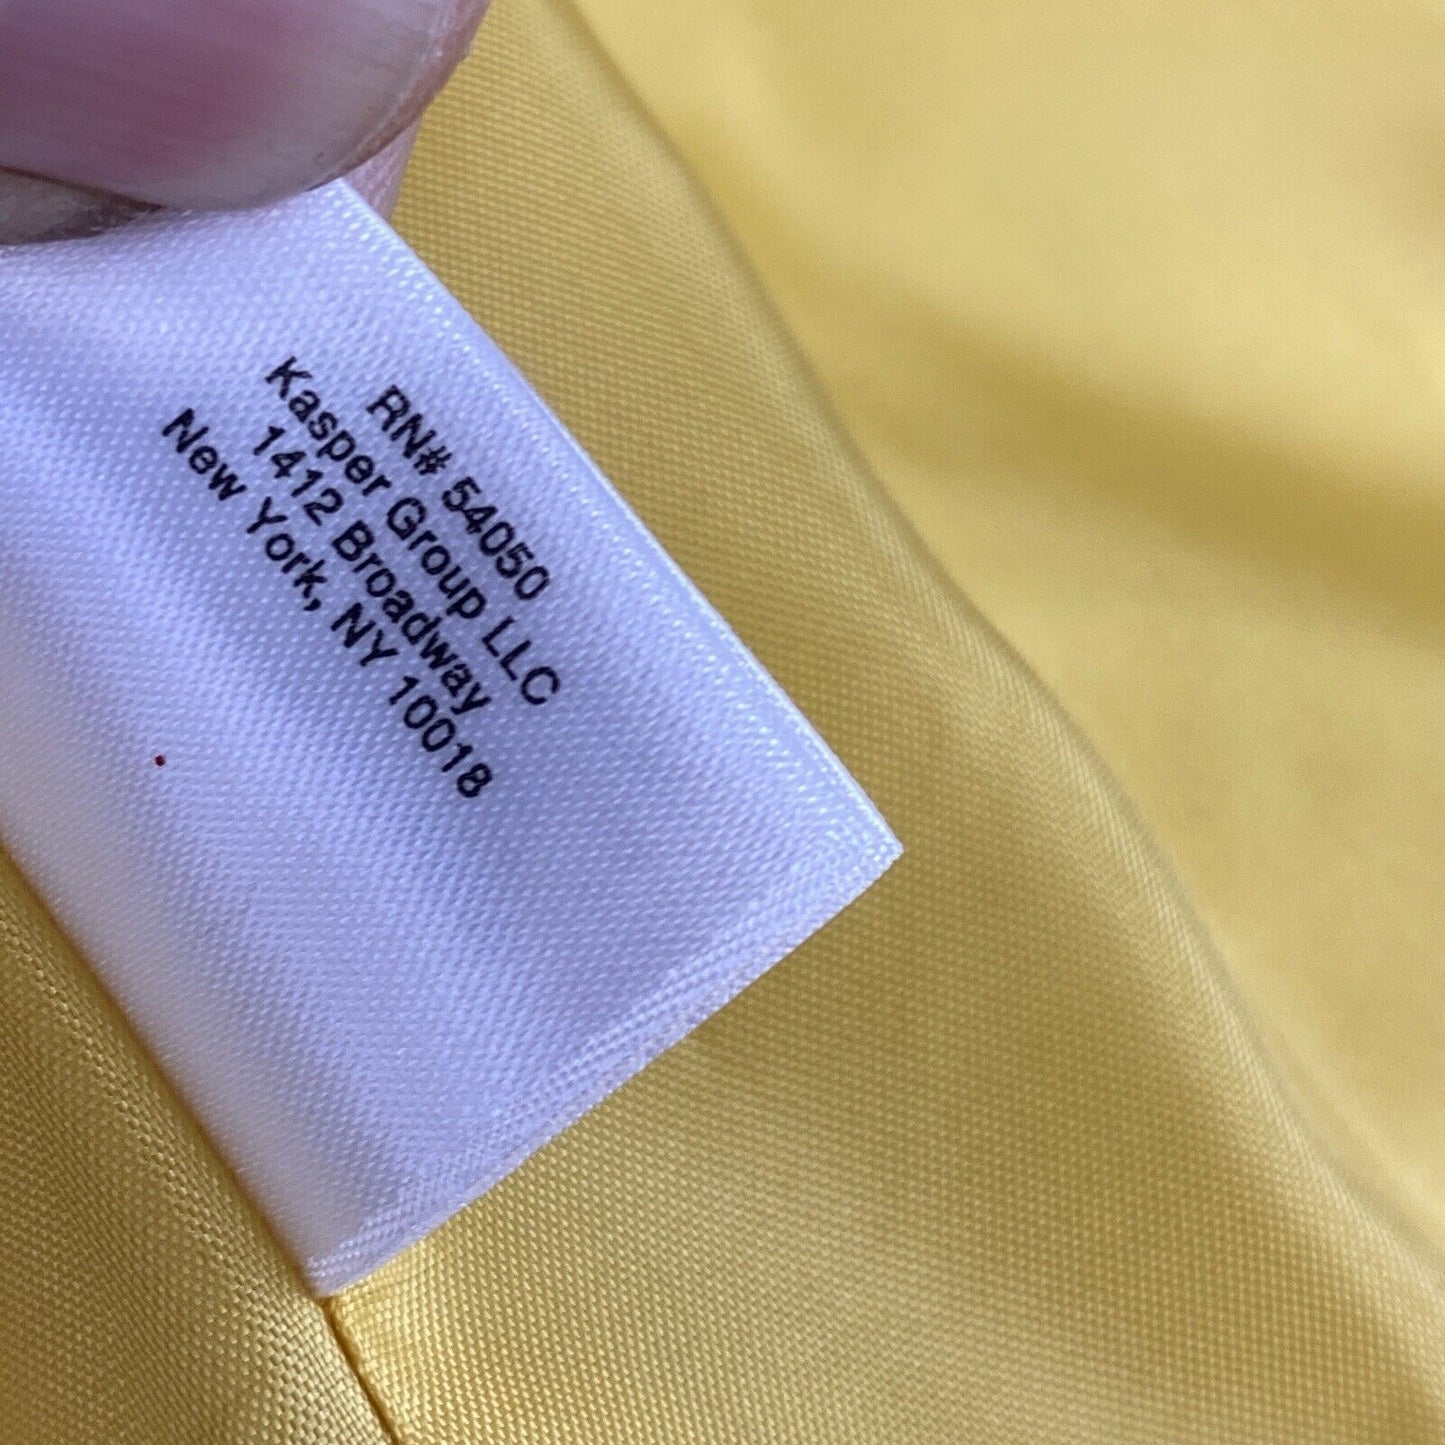 RN# 54050
Kasper Group LLC
1412 Broadway
New York, NY 10018